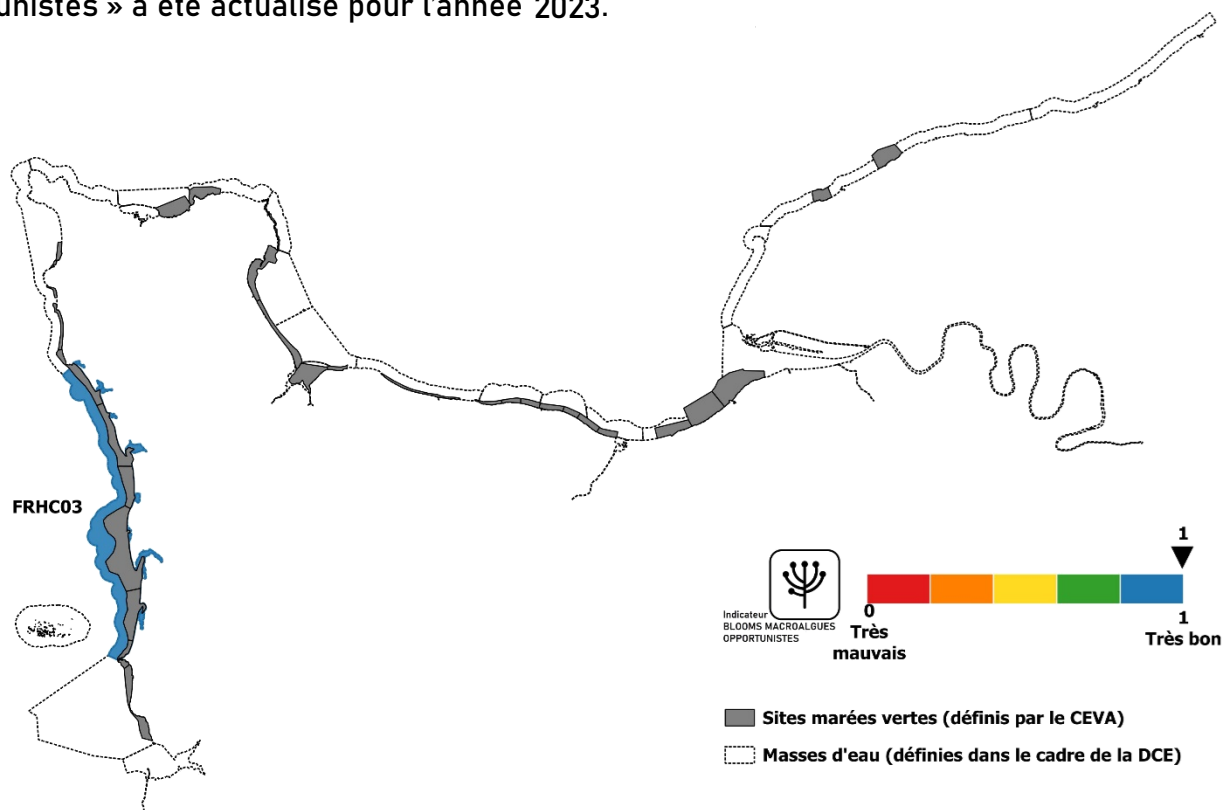 unistes » a été actualisé pour l'année 2023.
FRHC03
1
Indicateur
BLOOMS MACROALGUES
OPPORTUNISTES
0
Très
mauvais
1
Très bon
Sites marées vertes (définis par le CEVA)
Masses d'eau (définies dans le cadre de la DCE)